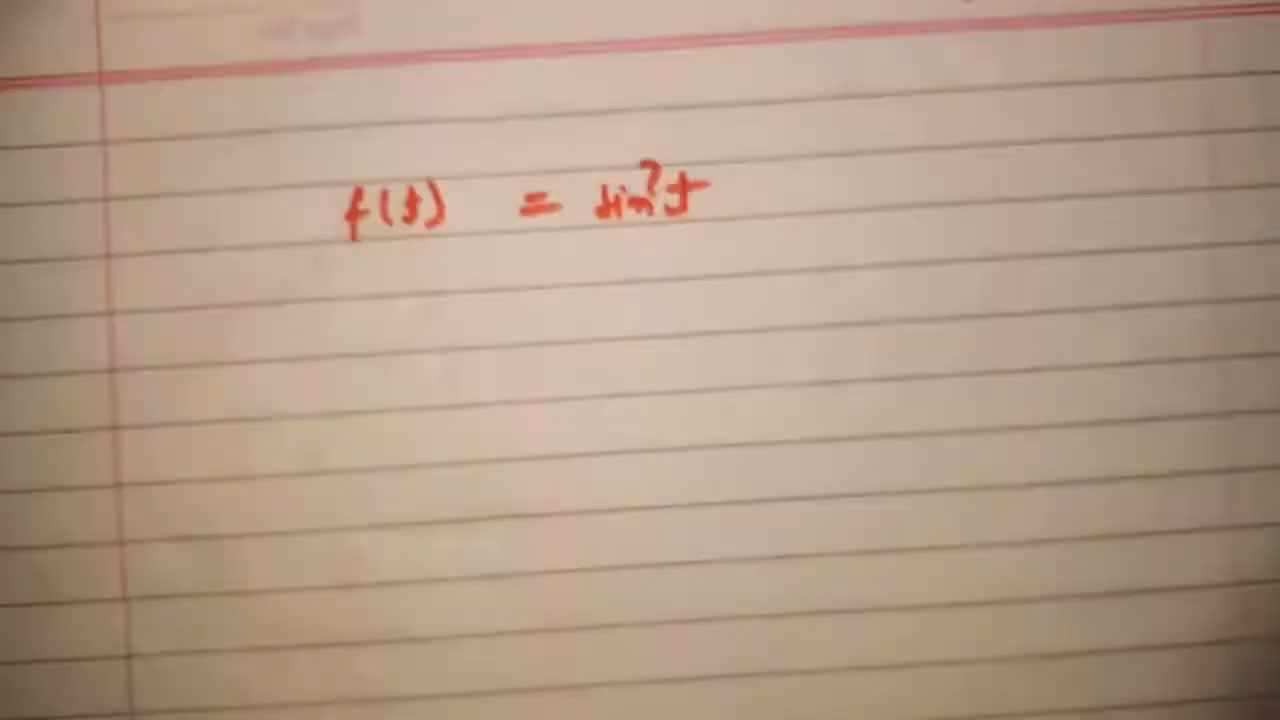 f(t) = sin²t